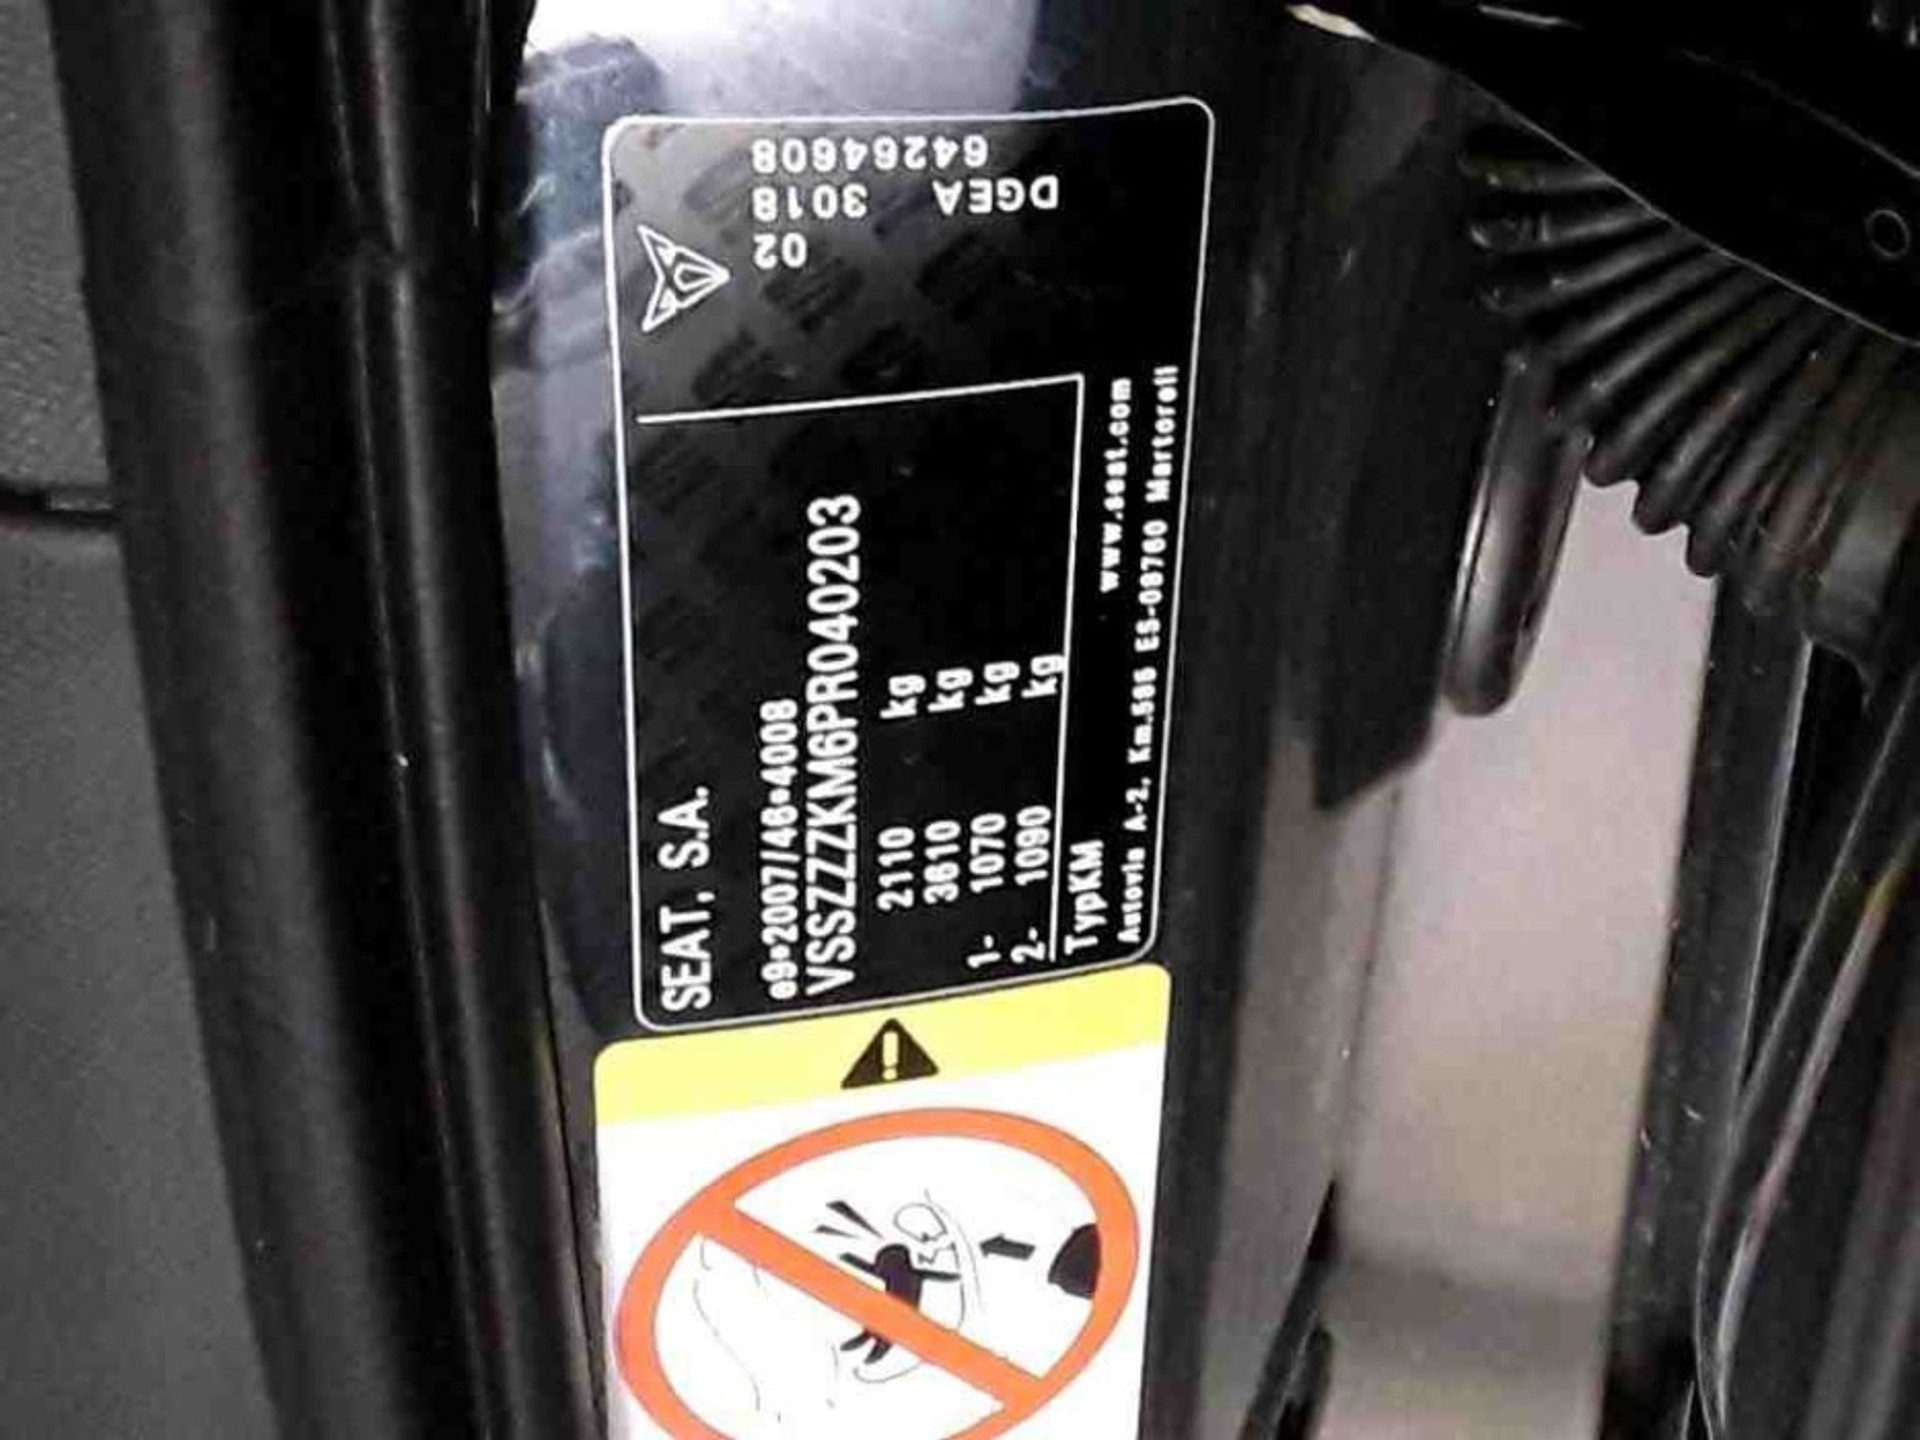 SEAT, S.A.
e9*2007/46*4008
VSSZZZKM6PR040203
2110 kg
3610 kg
1- 1070 kg
2- 1090 kg
TypKM www.seat.com
Autovia A-2, Km.585 ES-08760 Martorell
64264608
DGEA 3018
02